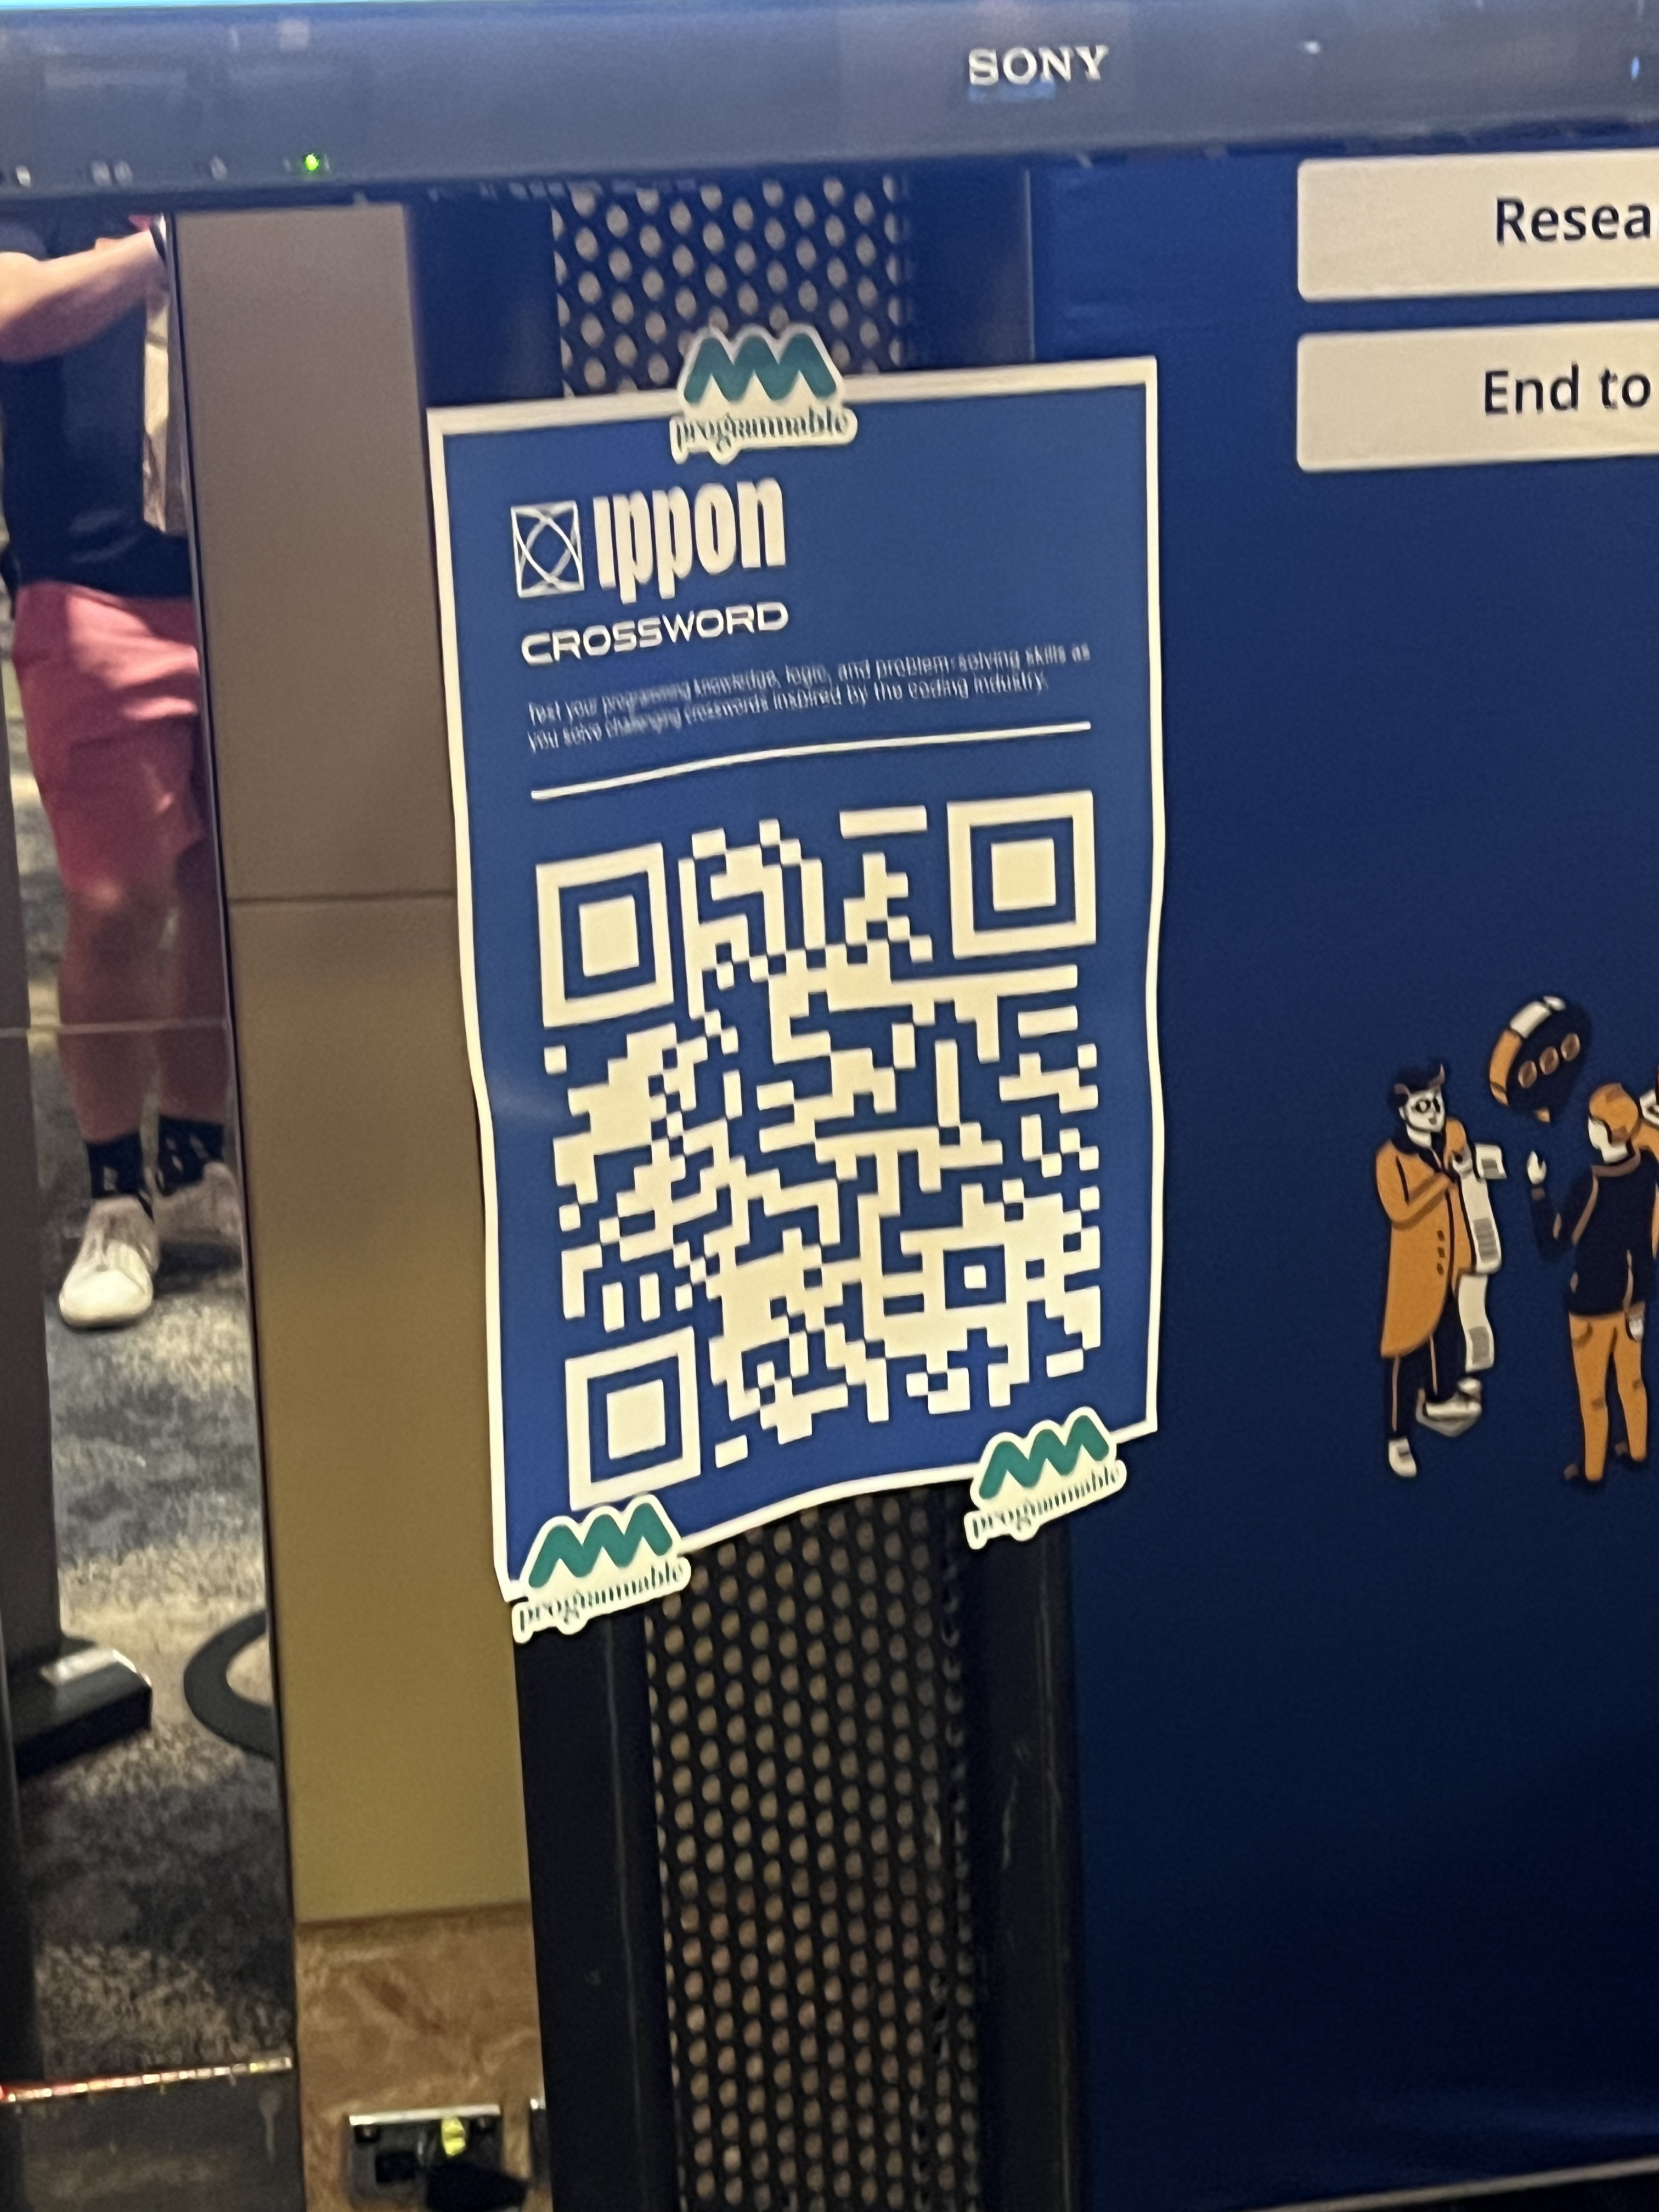 SONY
Resea
End to
programmable
ippon
CROSSWORD
Test your programming knowledge, logic, and problem-solving skills as
you solve challenging crosswords inspired by the coding industry.
programmable
programmable